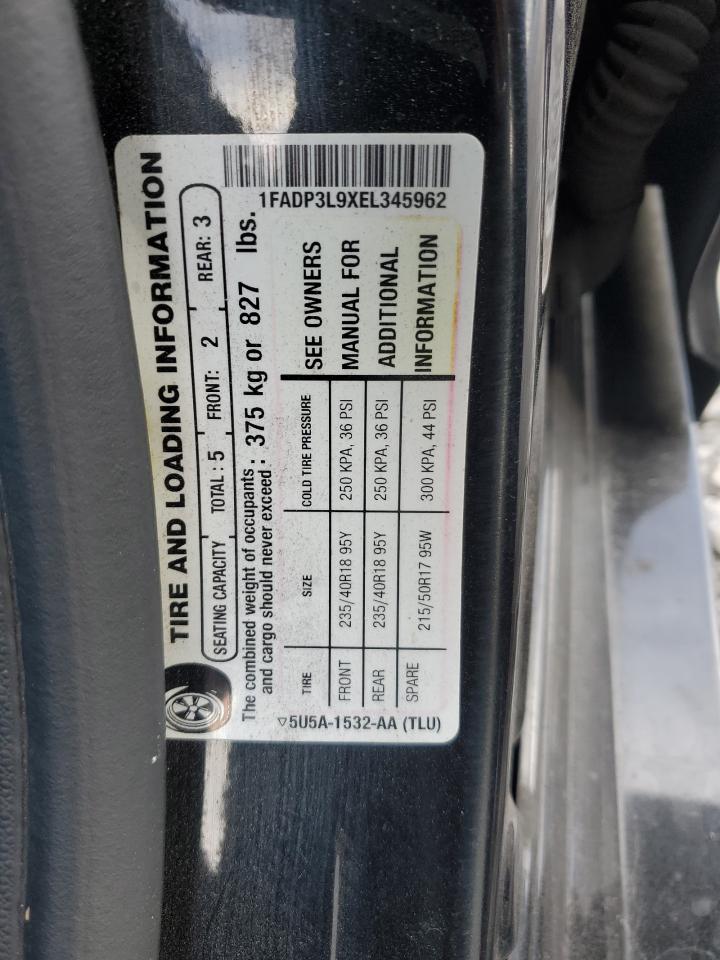 TIRE AND LOADING INFORMATION
SEATING CAPACITY TOTAL : 5 FRONT: 2 REAR: 3
The combined weight of occupants and cargo should never exceed : 375 kg or 827 lbs.
TIRE SIZE COLD TIRE PRESSURE
FRONT 235/40R18 95Y 250 KPA, 36 PSI
REAR 235/40R18 95Y 250 KPA, 36 PSI
SPARE 215/50R17 95W 300 KPA, 44 PSI
SEE OWNERS
MANUAL FOR
ADDITIONAL
INFORMATION
5U5A-1532-AA (TLU)
1FADP3L9XEL345962